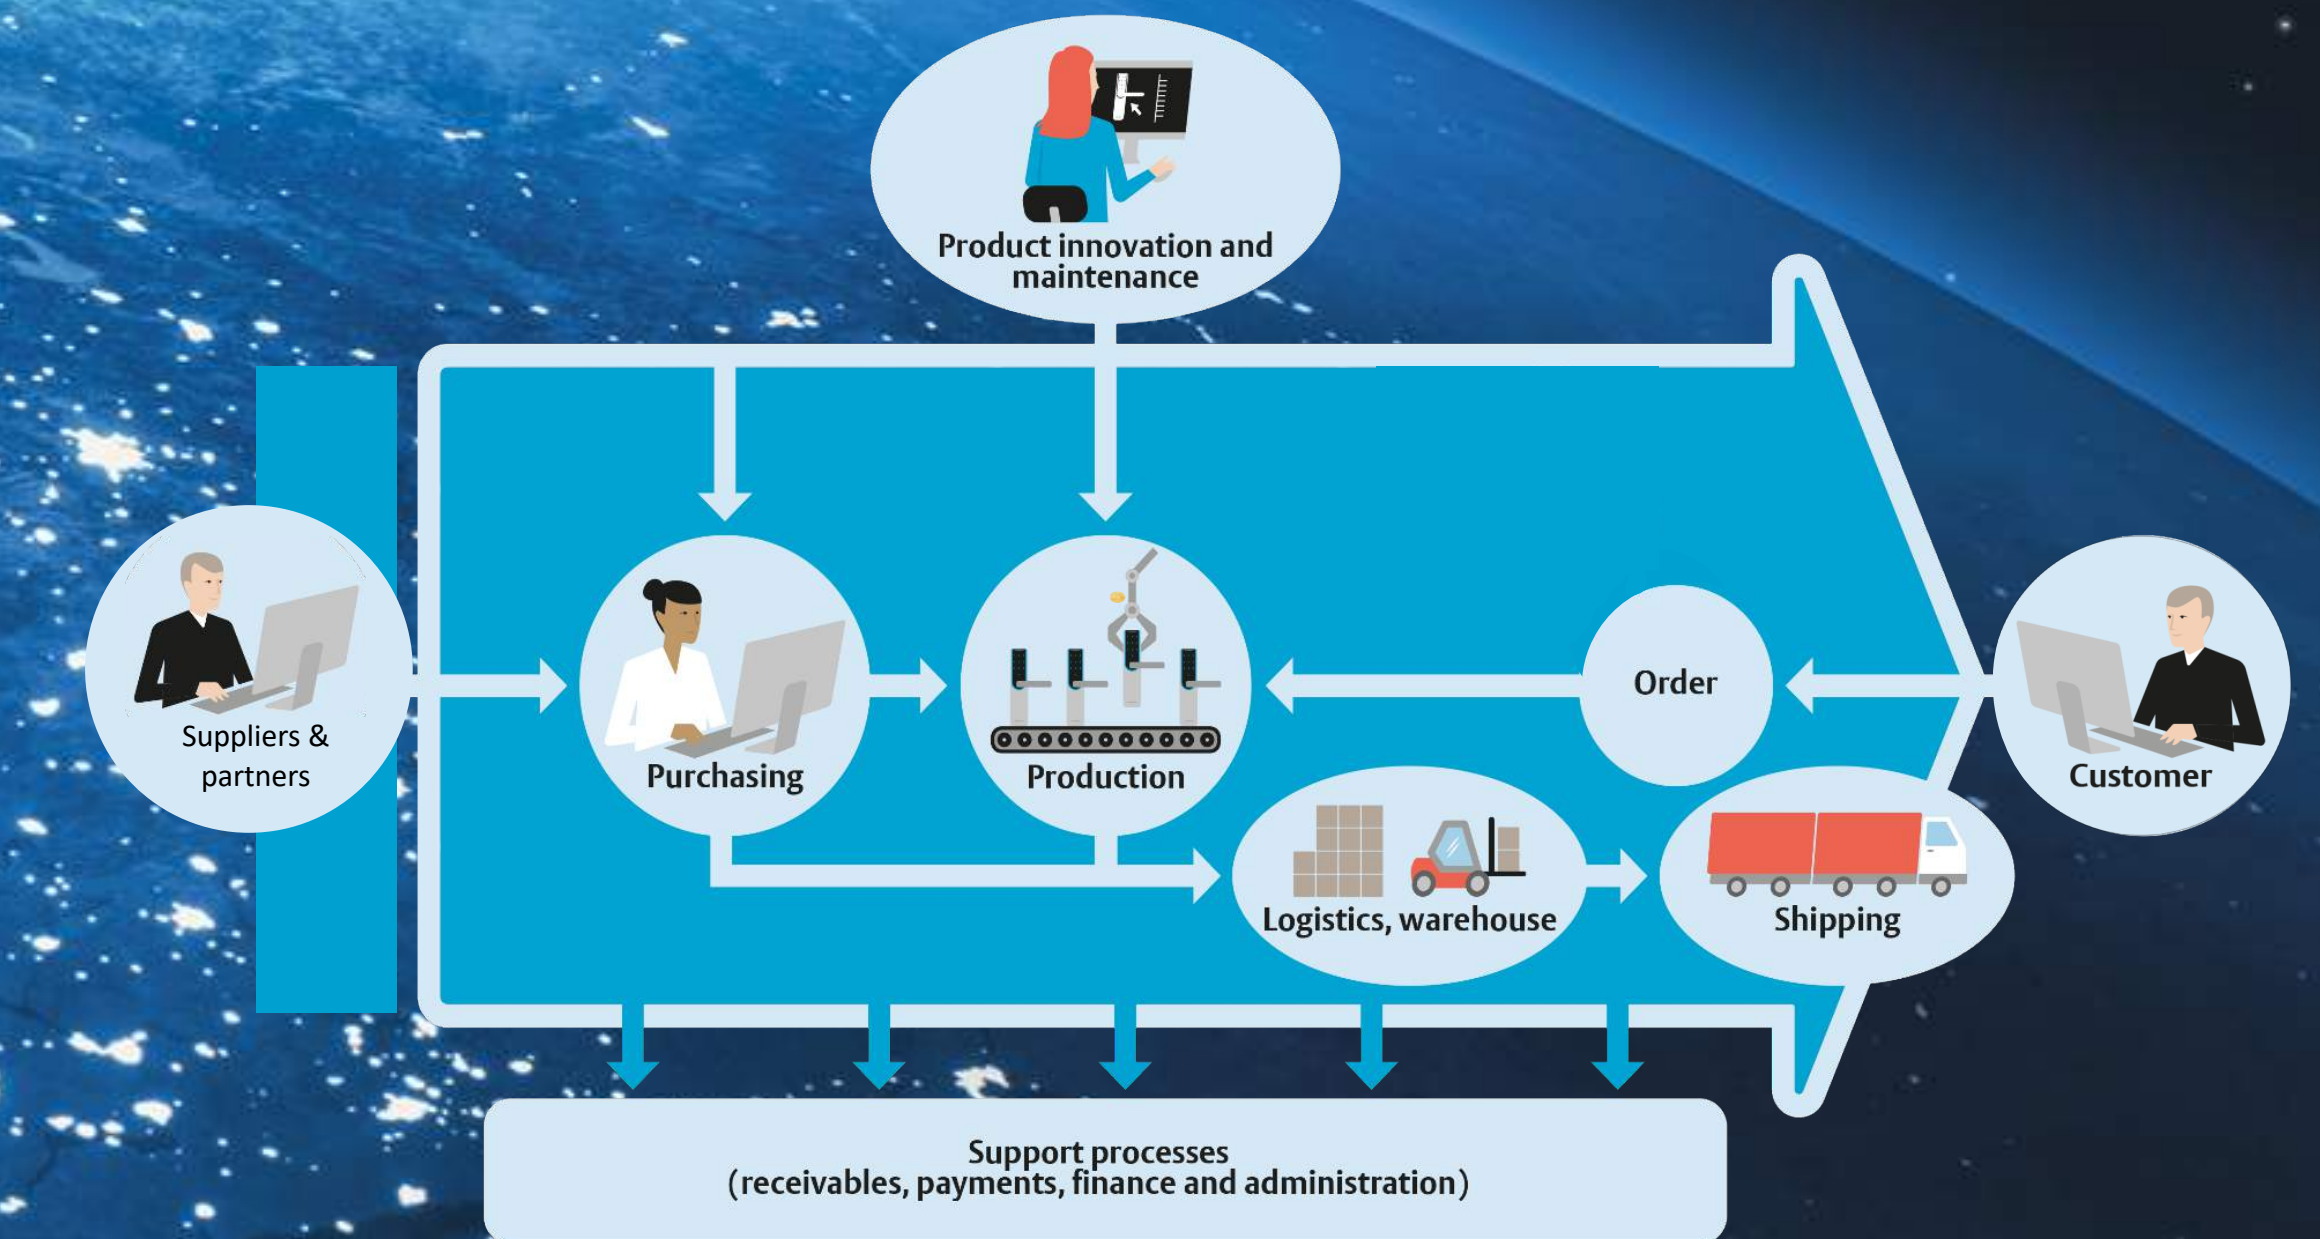 Product innovation and
maintenance
Suppliers &
partners
Purchasing
Production
Order
Customer
Logistics, warehouse
Shipping
Support processes
(receivables, payments, finance and administration)